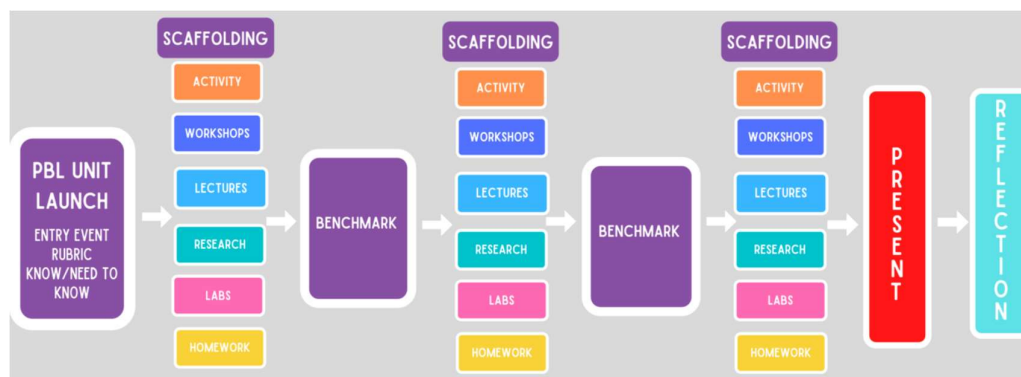 PBL UNIT
LAUNCH
ENTRY EVENT
RUBRIC
KNOW/NEED TO
KNOW
SCAFFOLDING
ACTIVITY
WORKSHOPS
LECTURES
RESEARCH
LABS
HOMEWORK
BENCHMARK
SCAFFOLDING
ACTIVITY
WORKSHOPS
LECTURES
RESEARCH
LABS
HOMEWORK
BENCHMARK
SCAFFOLDING
ACTIVITY
WORKSHOPS
LECTURES
RESEARCH
LABS
HOMEWORK
PRESENT
REFLECTION